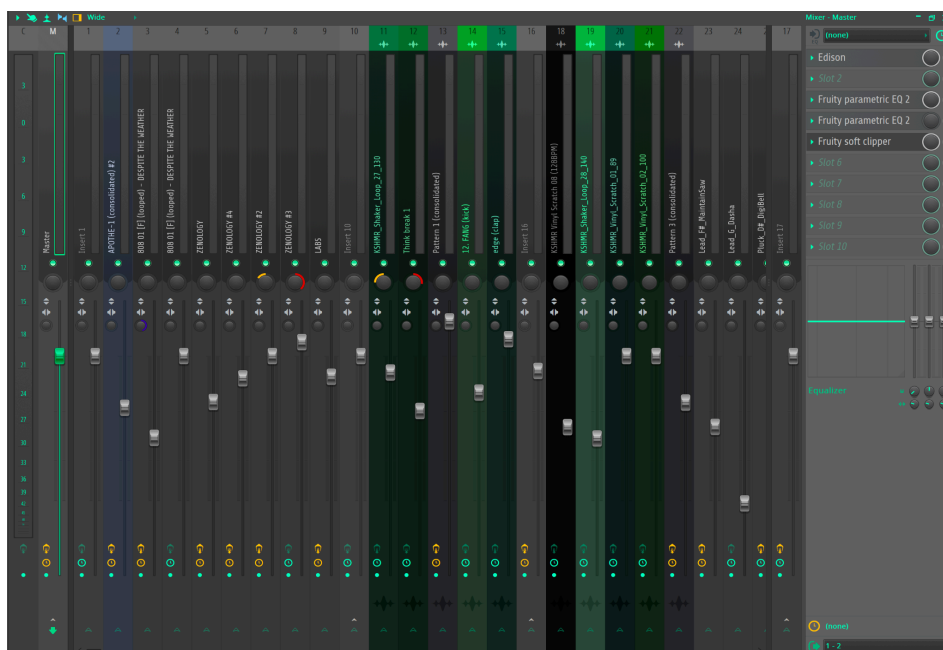 Wide
Mixer - Master
C M 1 2 3 4 5 6 7 8 9 10 11 12 13 14 15 16 18 19 20 21 22 23 24 17
(none)
Edison
Slot 2
Fruity parametric EQ 2
Fruity parametric EQ 2
Fruity soft clipper
Slot 6
Slot 7
Slot 8
Slot 9
Slot 10
3
0
3
6
9
12
15
18
21
24
27
30
33
36
39
42
Master
Insert 1
APOTHE-1 (consolidated) #2
808 01 [F] (looped) - DESPITE THE WEATHER
808 01 [F] (looped) - DESPITE THE WEATHER
ZENOLOGY
ZENOLOGY #4
ZENOLOGY #2
ZENOLOGY #3
LABS
Insert 10
KSHMR_Shaker_Loop_27_130
Think break 1
Pattern 1 (consolidated)
12. FANG (kick)
edge (clap)
Insert 16
KSHMR Vinyl Scratch 08 (128BPM)
KSHMR_Shaker_Loop_28_140
KSHMR_Vinyl_Scratch_01_89
KSHMR_Vinyl_Scratch_02_100
Pattern 3 (consolidated)
Lead_F#_MaintainSaw
Lead_G_Dasha
Pluck_D#_DigiBell
Insert 17
Equalizer
(none)
1 - 2